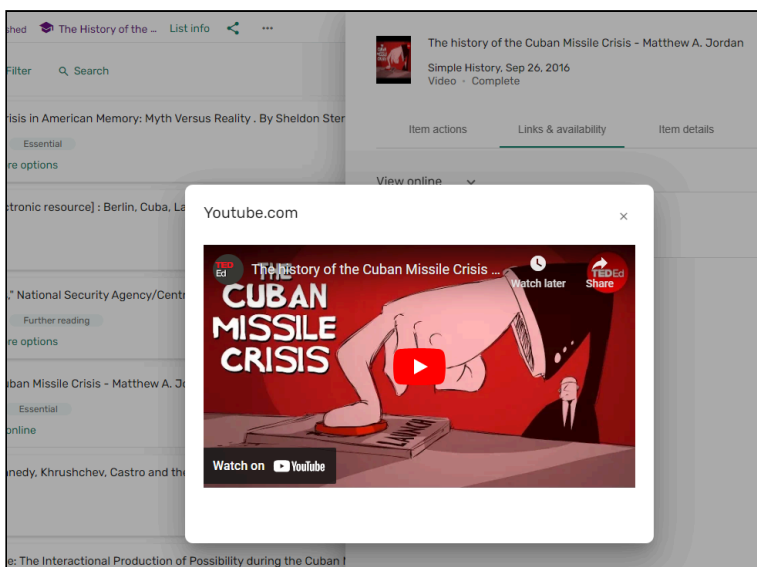 shed The History of the ... List info ...
Filter Search
risis in American Memory: Myth Versus Reality . By Sheldon Ster
Essential
re options
ctronic resource] : Berlin, Cuba, La
," National Security Agency/Centr
Further reading
re options
uban Missile Crisis - Matthew A. Jo
Essential
online
nedy, Khrushchev, Castro and the
e: The Interactional Production of Possibility during the Cuban M
The history of the Cuban Missile Crisis - Matthew A. Jordan
Simple History, Sep 26, 2016
Video · Complete
Item actions Links & availability Item details
View online
Youtube.com ×
TED Ed The history of the Cuban Missile Crisis ...
Watch later Share
TEDEd
THE
CUBAN
MISSILE
CRISIS
LAUNCH
Watch on YouTube